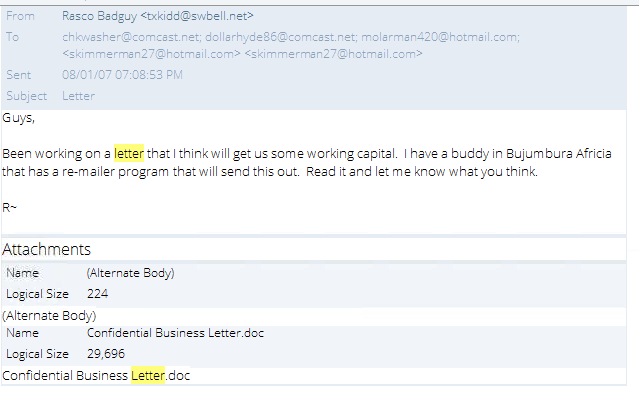 From Rasco Badguy <txkidd@swbell.net>
To chkwasher@comcast.net; dollarhyde86@comcast.net; molarman420@hotmail.com;
<skimmerman27@hotmail.com> <skimmerman27@hotmail.com>
Sent 08/01/07 07:08:53 PM
Subject Letter
Guys,
Been working on a letter that I think will get us some working capital.  I have a buddy in Bujumbura Africia
that has a re-mailer program that will send this out.  Read it and let me know what you think.
R~
Attachments
Name (Alternate Body)
Logical Size 224
(Alternate Body)
Name Confidential Business Letter.doc
Logical Size 29,696
Confidential Business Letter.doc